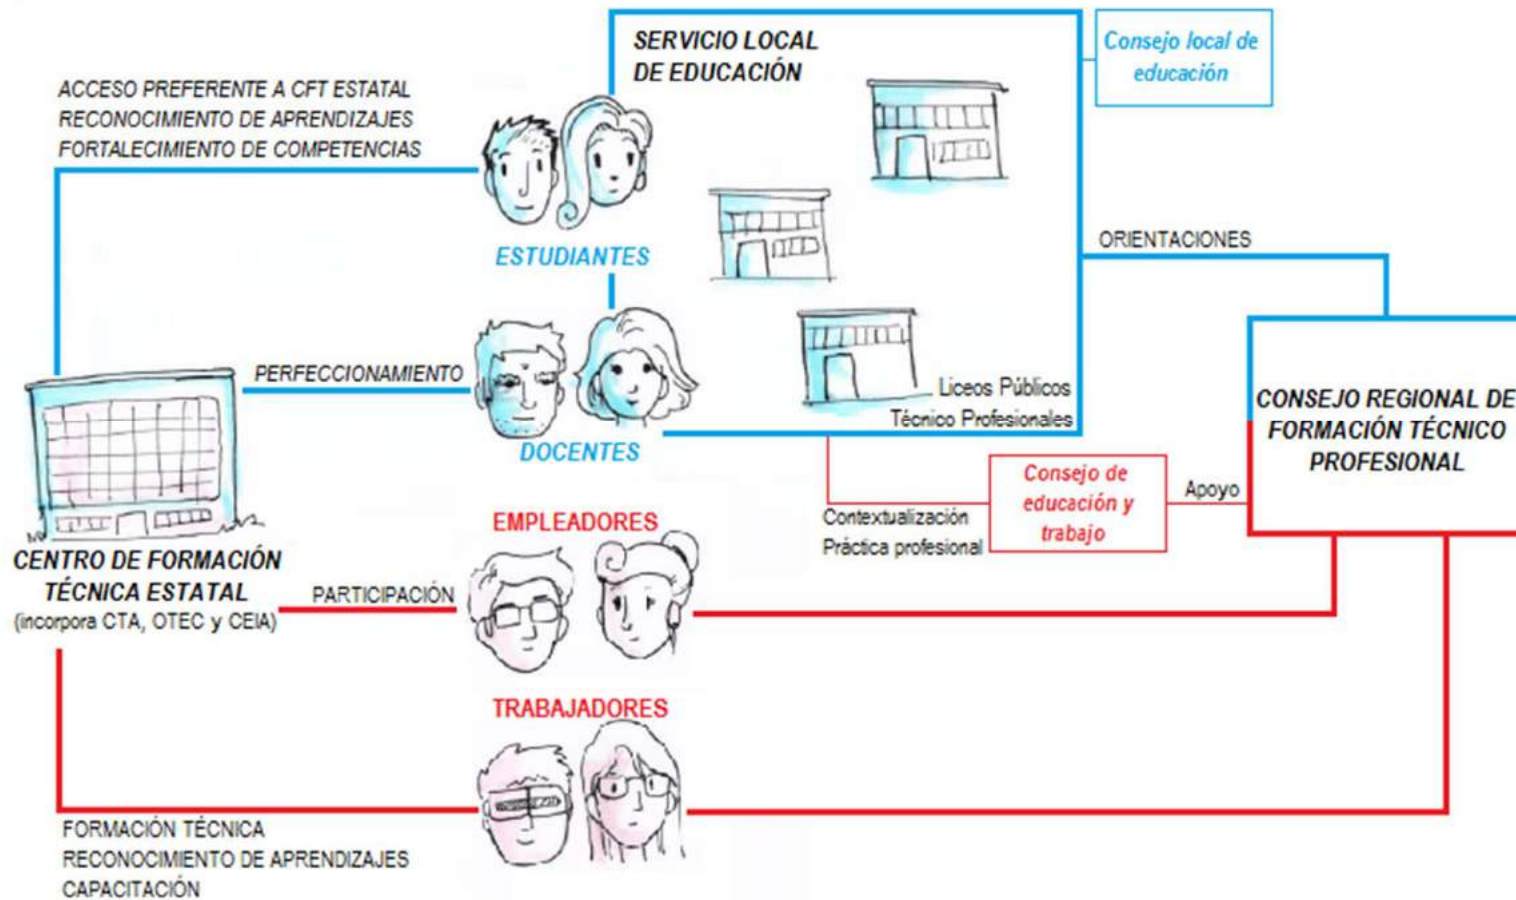 SERVICIO LOCAL
DE EDUCACIÓN
Consejo local de
educación
ACCESO PREFERENTE A CFT ESTATAL
RECONOCIMIENTO DE APRENDIZAJES
FORTALECIMIENTO DE COMPETENCIAS
ESTUDIANTES
ORIENTACIONES
PERFECCIONAMIENTO
Liceos Públicos
Técnico Profesionales
DOCENTES
CONSEJO REGIONAL DE
FORMACIÓN TÉCNICO
PROFESIONAL
Consejo de
educación y
trabajo
Apoyo
Contextualización
Práctica profesional
EMPLEADORES
CENTRO DE FORMACIÓN
TÉCNICA ESTATAL
(incorpora CTA, OTEC y CEIA)
PARTICIPACIÓN
TRABAJADORES
FORMACIÓN TÉCNICA
RECONOCIMIENTO DE APRENDIZAJES
CAPACITACIÓN